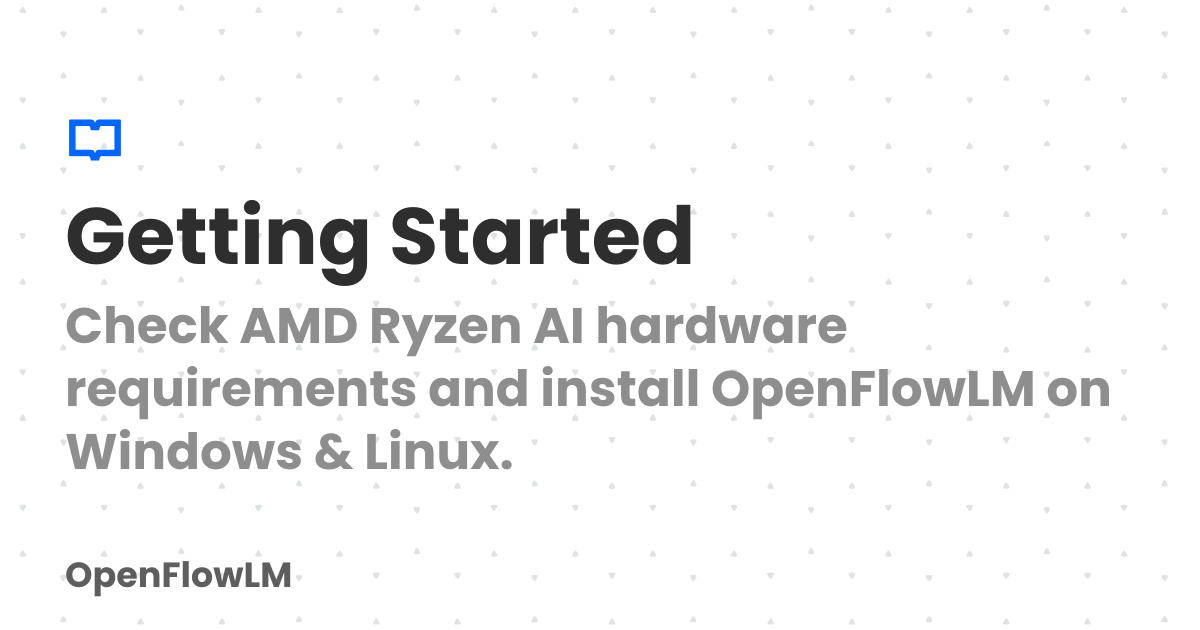 Getting Started
Check AMD Ryzen AI hardware
requirements and install OpenFlowLM on
Windows & Linux.
OpenFlowLM